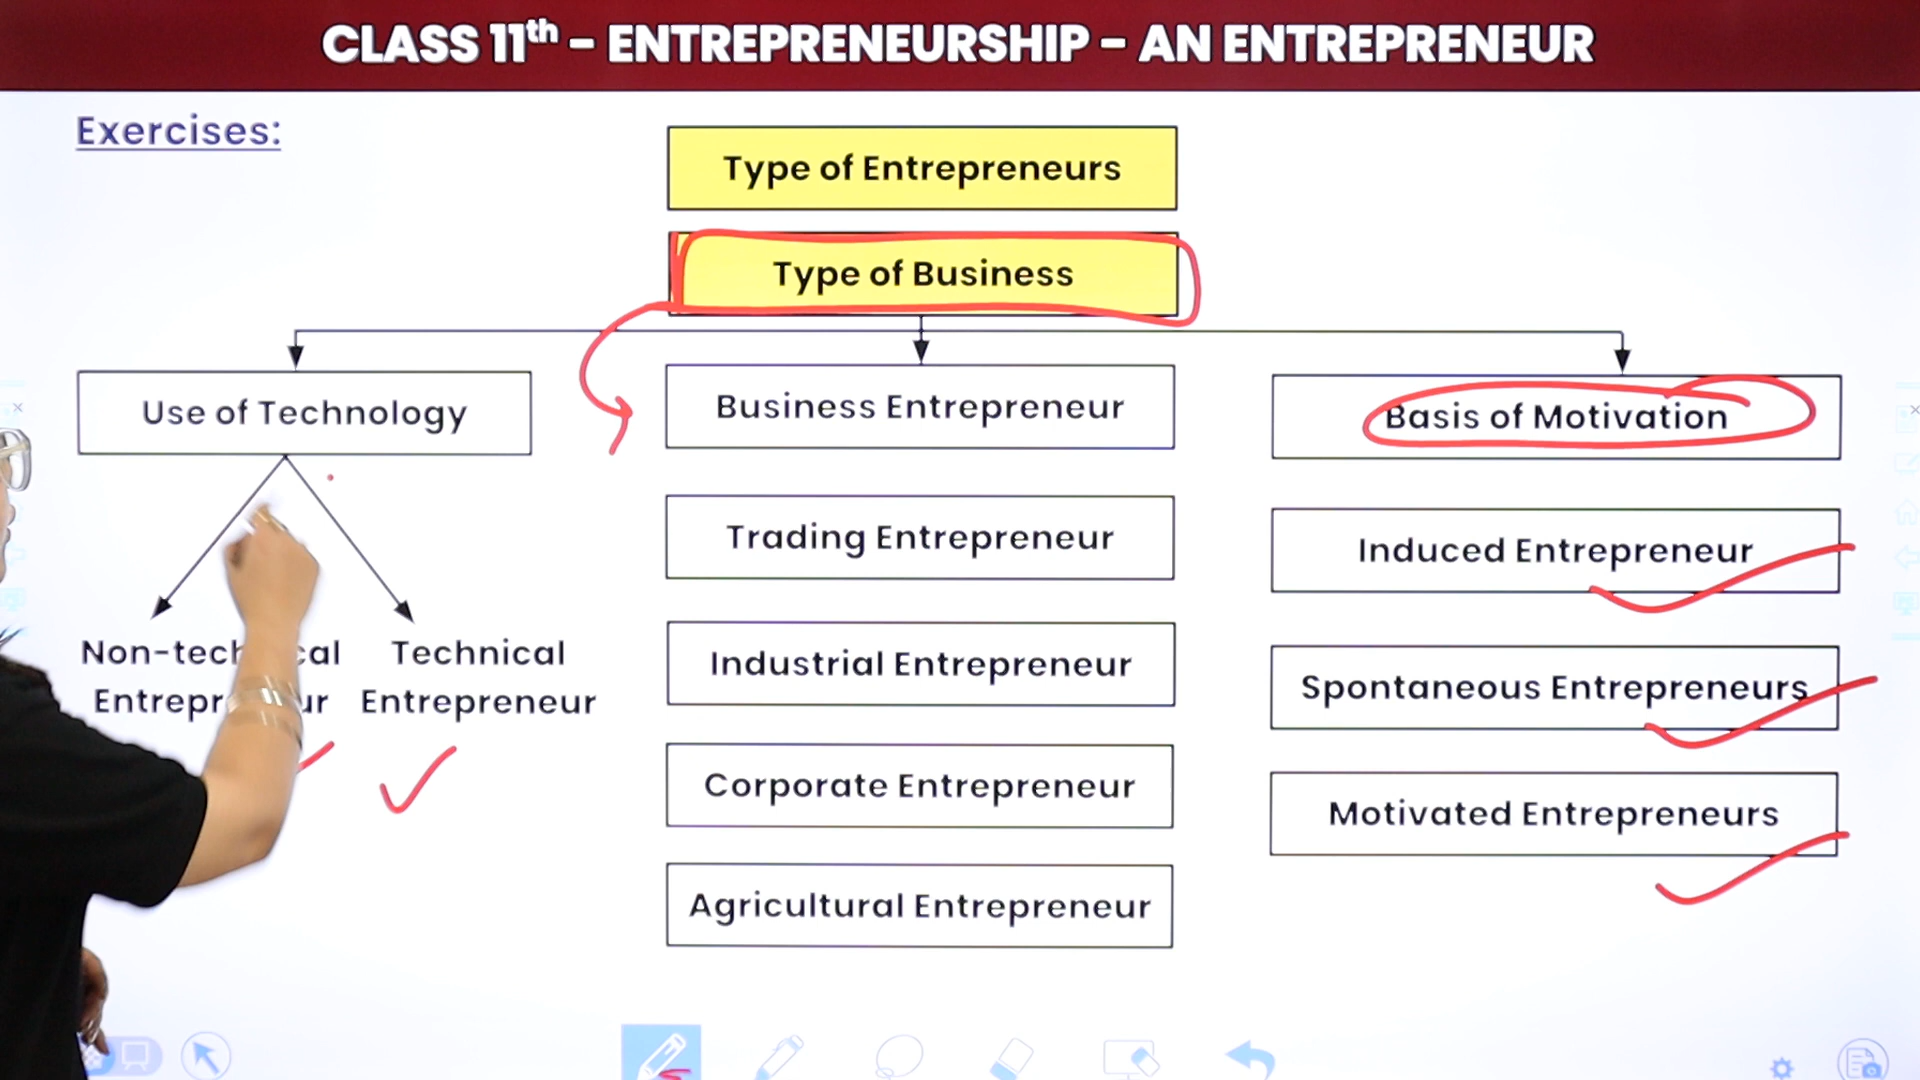 CLASS 11th - ENTREPRENEURSHIP - AN ENTREPRENEUR
Exercises:
Type of Entrepreneurs
Type of Business
Use of Technology
Technical
Entrepreneur
Business Entrepreneur
Trading Entrepreneur
Industrial Entrepreneur
Corporate Entrepreneur
Agricultural Entrepreneur
Basis of Motivation
Induced Entrepreneur
Spontaneous Entrepreneurs
Motivated Entrepreneurs